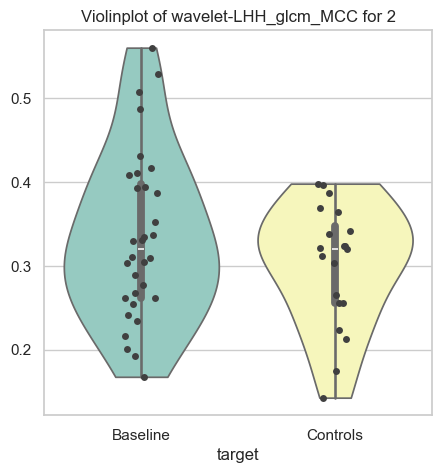 Violinplot of wavelet-LHH_glcm_MCC for 2
0.5
0.4
0.3
0.2
Baseline Controls
target